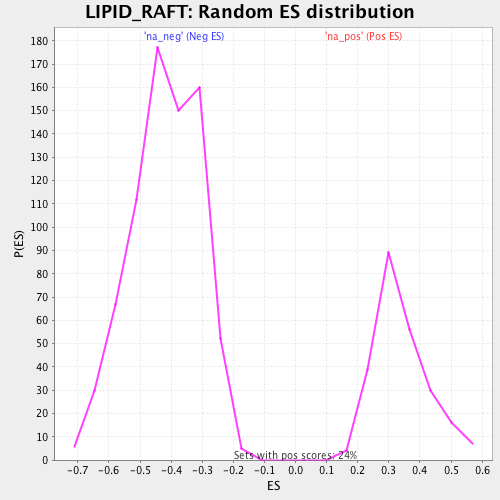 LIPID_RAFT: Random ES distribution
'na_neg' (Neg ES)
'na_pos' (Pos ES)
180
170
160
150
140
130
120
110
100
90
80
70
60
50
40
30
20
10
0
P(ES)
Sets with pos scores: 24%
-0.7 -0.6 -0.5 -0.4 -0.3 -0.2 -0.1 0.0 0.1 0.2 0.3 0.4 0.5 0.6
ES